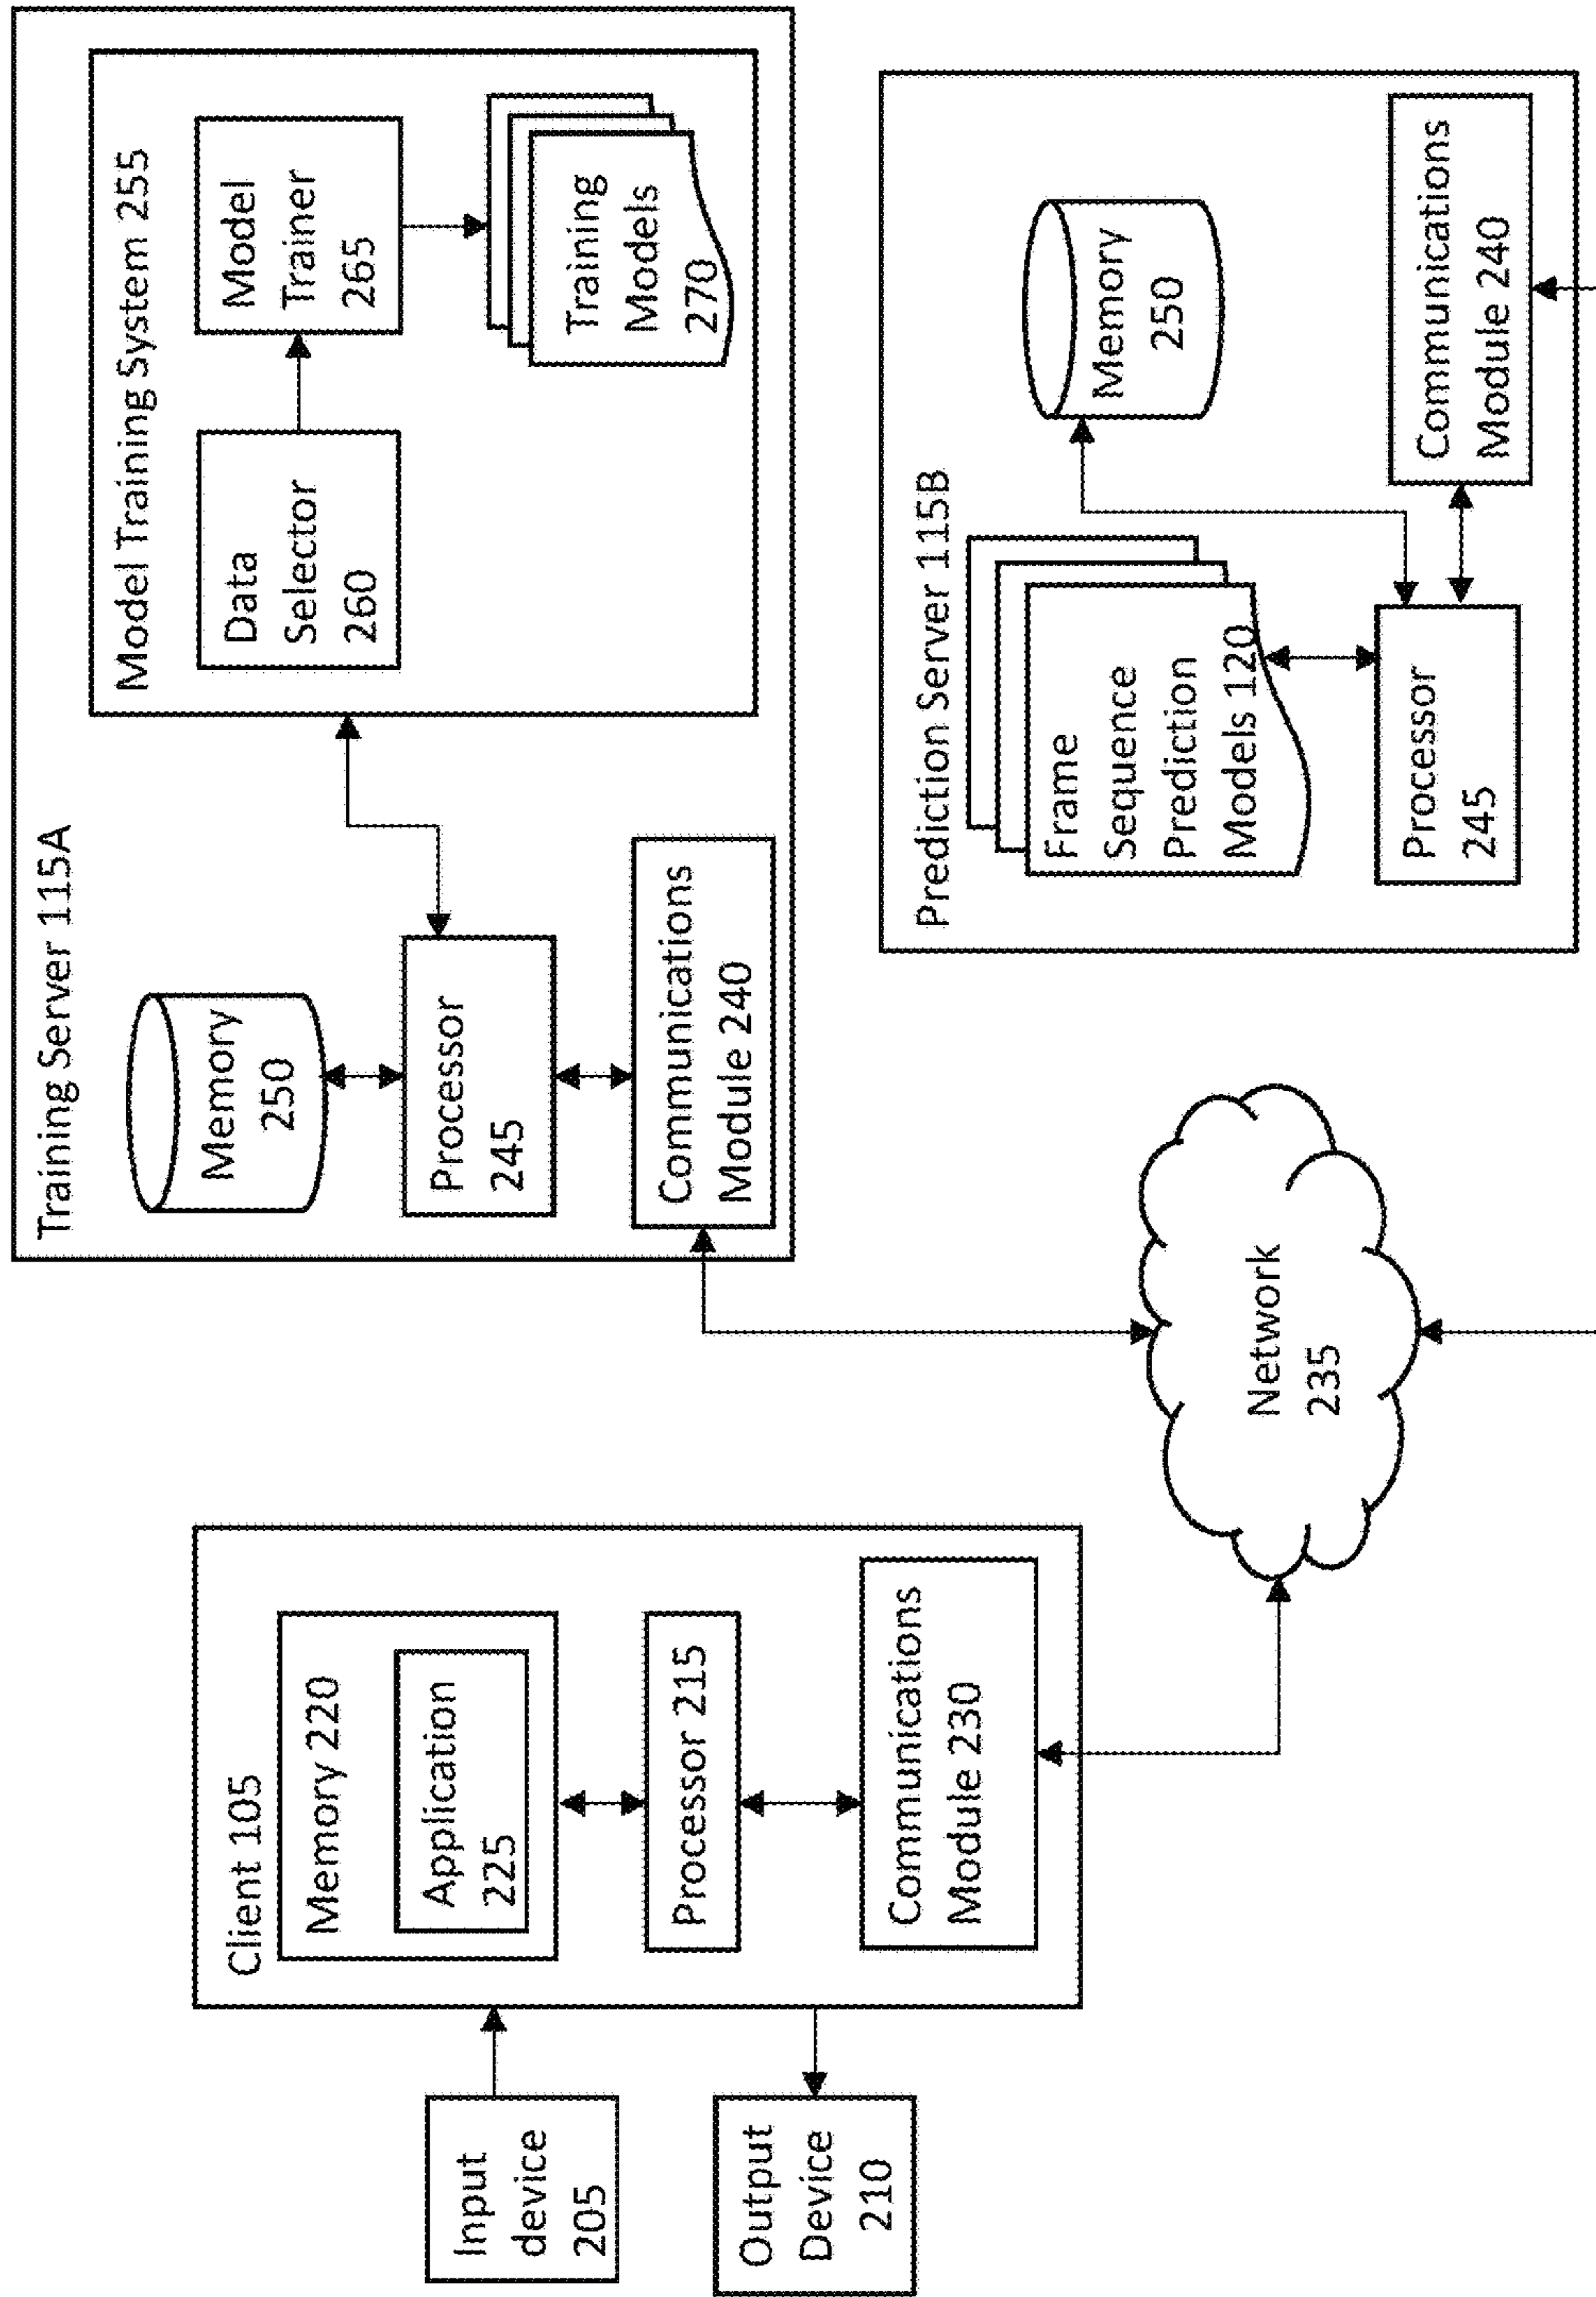 Input
device
205
Output
Device
210
Client 105
Memory 220
Application
225
Processor 215
Communications
Module 230
Network
235
Training Server 115A
Memory
250
Processor
245
Communications
Module 240
Model Training System 255
Data
Selector
260
Model
Trainer
265
Training
Models
270
Prediction Server 115B
Frame
Sequence
Prediction
Models 120
Memory
250
Processor
245
Communications
Module 240